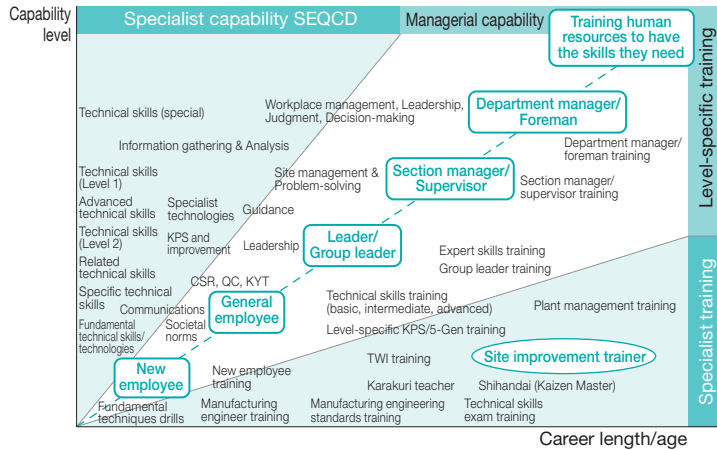 Capability
level
Specialist capability SEQCD
Managerial capability
Training human
resources to have
the skills they need
Level-specific training
Technical skills (special)
Workplace management, Leadership,
Judgment, Decision-making
Department manager/
Foreman
Information gathering & Analysis
Department manager/
foreman training
Technical skills
(Level 1)
Site management &
Problem-solving
Section manager/
Supervisor
Section manager/
supervisor training
Advanced
technical skills
Specialist
technologies
Guidance
Technical skills
(Level 2)
KPS and
improvement
Leadership
Leader/
Group leader
Expert skills training
Group leader training
Related
technical skills
CSR, QC, KYT
Specific technical
skills
Communications
General
employee
Technical skills training
(basic, intermediate, advanced)
Plant management training
Specialist training
Fundamental
technical skills/
technologies
Societal
norms
Level-specific KPS/5-Gen training
New
employee
New employee
training
TWI training
Site improvement trainer
Karakuri teacher
Shihandai (Kaizen Master)
Fundamental
techniques drills
Manufacturing
engineer training
Manufacturing engineering
standards training
Technical skills
exam training
Career length/age